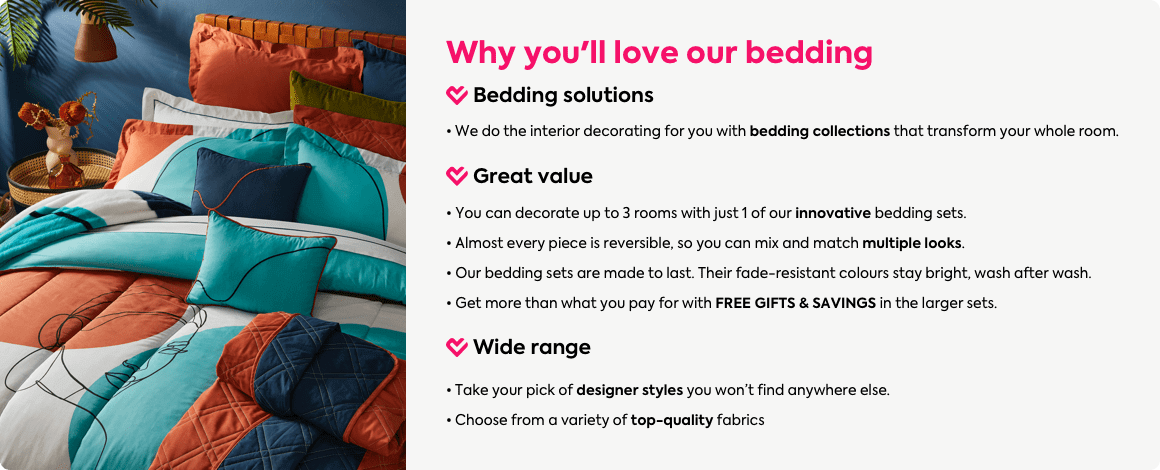 Why you'll love our bedding
Bedding solutions
• We do the interior decorating for you with bedding collections that transform your whole room.
Great value
• You can decorate up to 3 rooms with just 1 of our innovative bedding sets.
• Almost every piece is reversible, so you can mix and match multiple looks.
• Our bedding sets are made to last. Their fade-resistant colours stay bright, wash after wash.
• Get more than what you pay for with FREE GIFTS & SAVINGS in the larger sets.
Wide range
• Take your pick of designer styles you won't find anywhere else.
• Choose from a variety of top-quality fabrics